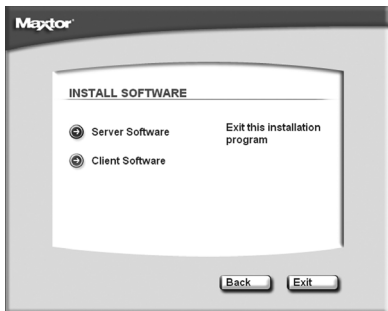 Maxtor
INSTALL SOFTWARE
Server Software
Client Software
Exit this installation
program
Back
Exit